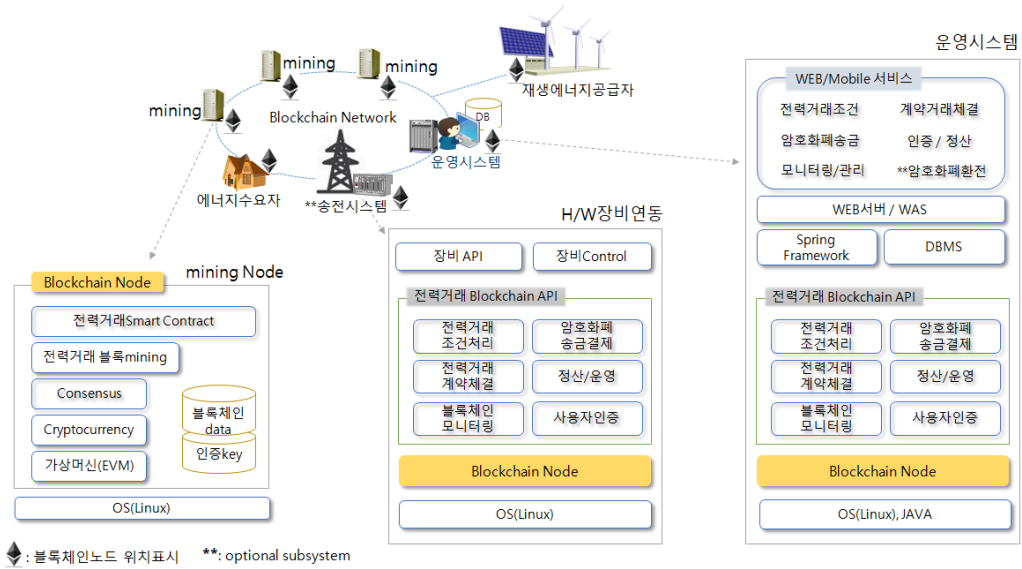 운영시스템
mining
mining
mining
Blockchain Network
재생에너지공급자
DB
운영시스템
에너지수요자
**송전시스템
WEB/Mobile 서비스
전력거래조건
계약거래체결
암호화폐송금
인증 / 정산
모니터링/관리
**암호화폐환전
WEB서버 / WAS
Spring
Framework
DBMS
전력거래 Blockchain API
전력거래
조건처리
암호화폐
송금결제
전력거래
계약체결
정산/운영
블록체인
모니터링
사용자인증
Blockchain Node
OS(Linux), JAVA
H/W장비연동
장비 API
장비Control
전력거래 Blockchain API
전력거래
조건처리
암호화폐
송금결제
전력거래
계약체결
정산/운영
블록체인
모니터링
사용자인증
Blockchain Node
OS(Linux)
mining Node
Blockchain Node
전력거래Smart Contract
전력거래 블록mining
Consensus
Cryptocurrency
가상머신(EVM)
블록체인
data
인증key
OS(Linux)
: 블록체인노드 위치표시
**: optional subsystem